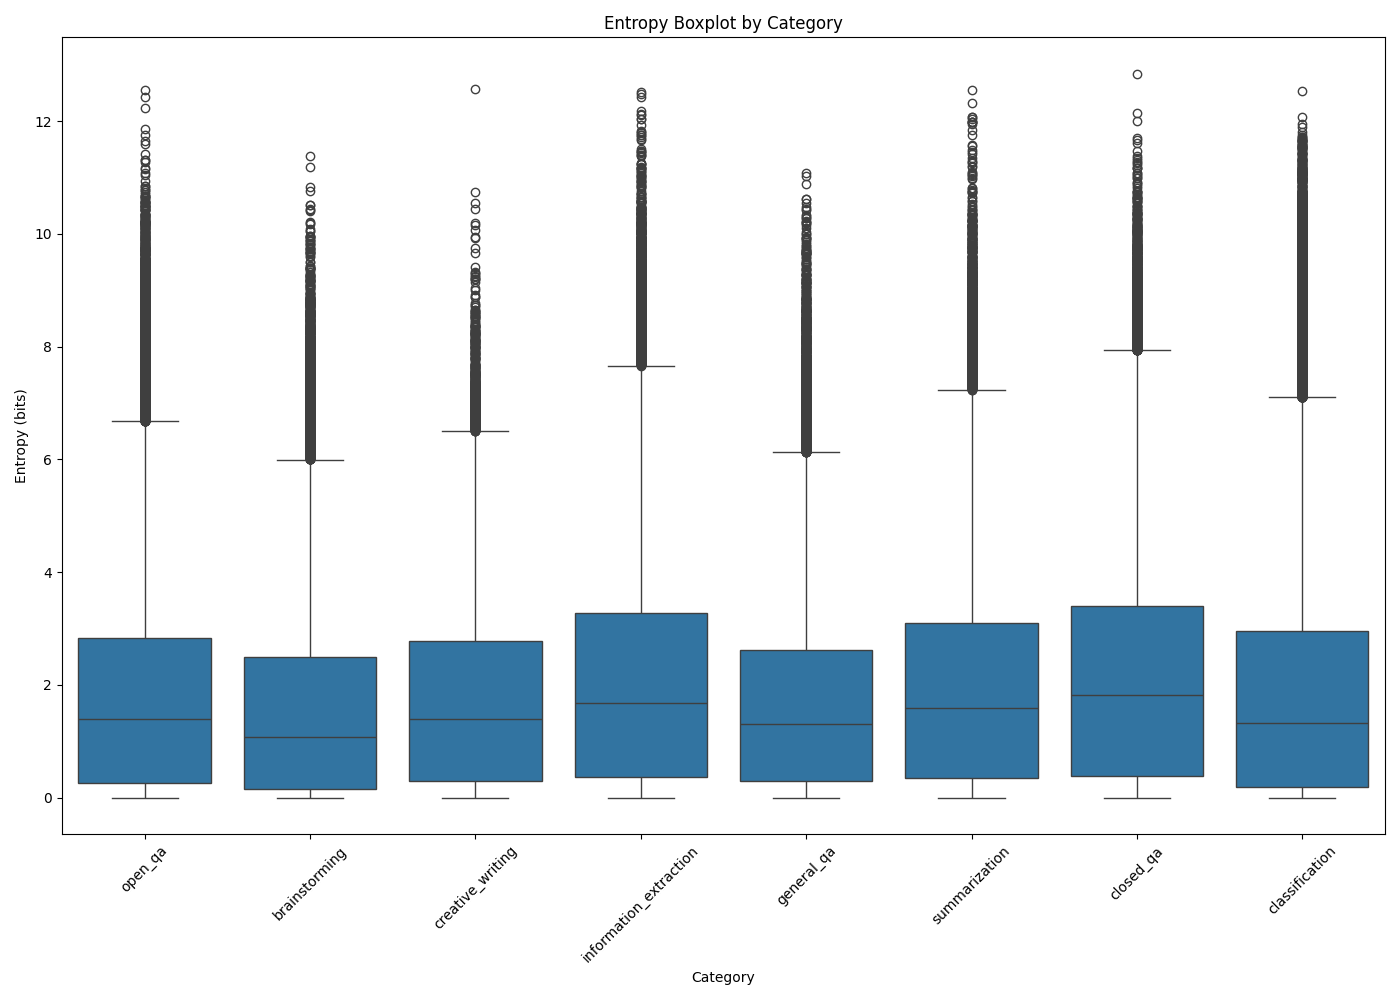 Entropy Boxplot by Category
Entropy (bits)
12
10
8
6
4
2
0
open_qa
brainstorming
creative_writing
information_extraction
general_qa
summarization
closed_qa
classification
Category